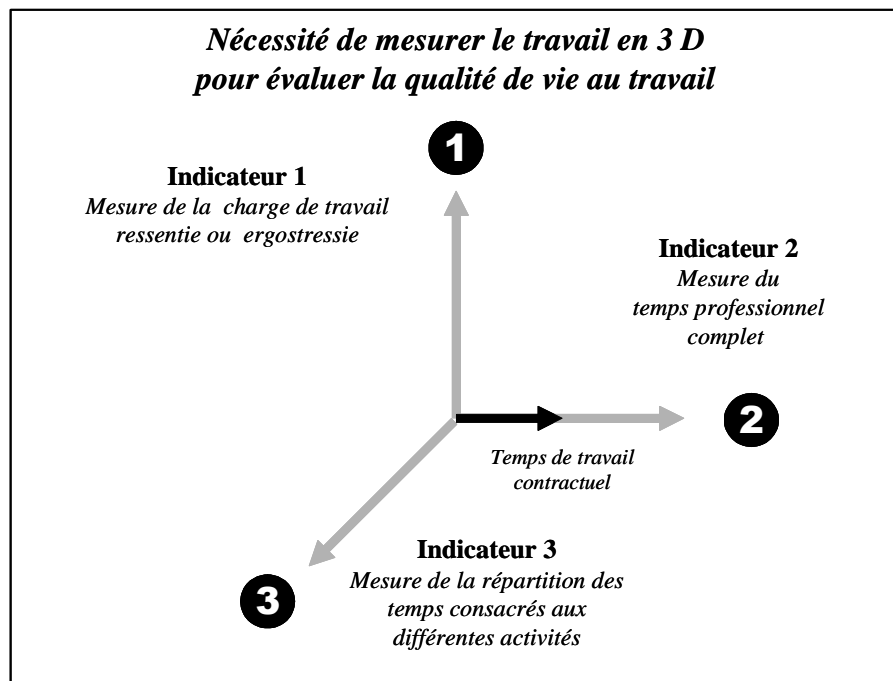 Nécessité de mesurer le travail en 3 D
pour évaluer la qualité de vie au travail
1
Indicateur 1
Mesure de la charge de travail
ressentie ou ergostressie
Indicateur 2
Mesure du
temps professionnel
complet
2
Temps de travail
contractuel
Indicateur 3
Mesure de la répartition des
temps consacrés aux
différentes activités
3